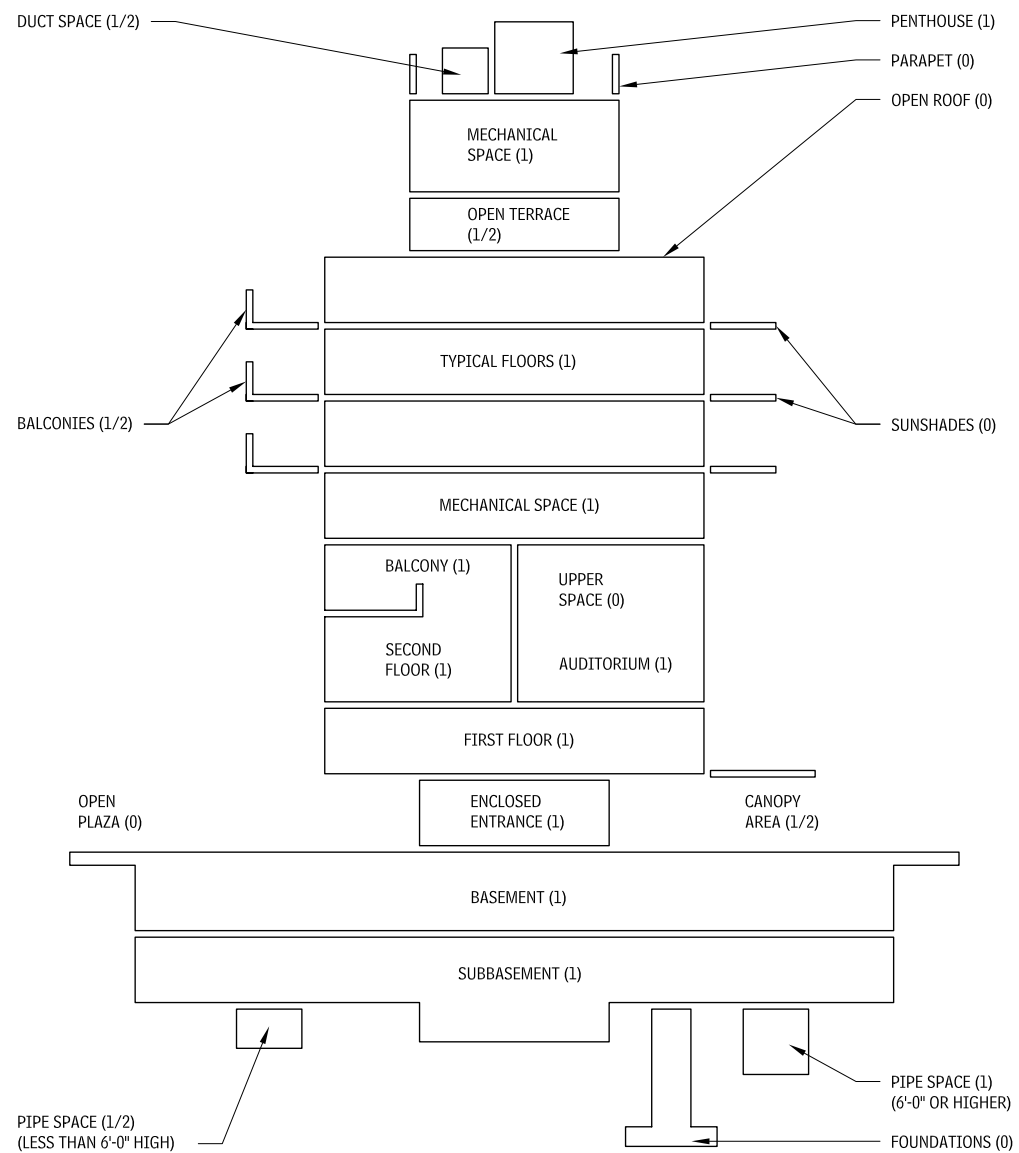 DUCT SPACE (1/2)
PENTHOUSE (1)
PARAPET (0)
OPEN ROOF (0)
MECHANICAL
SPACE (1)
OPEN TERRACE
(1/2)
TYPICAL FLOORS (1)
BALCONIES (1/2)
SUNSHADES (0)
MECHANICAL SPACE (1)
BALCONY (1)
UPPER
SPACE (0)
SECOND
FLOOR (1)
AUDITORIUM (1)
FIRST FLOOR (1)
OPEN
PLAZA (0)
ENCLOSED
ENTRANCE (1)
CANOPY
AREA (1/2)
BASEMENT (1)
SUBBASEMENT (1)
PIPE SPACE (1)
(6'-0" OR HIGHER)
PIPE SPACE (1/2)
(LESS THAN 6'-0" HIGH)
FOUNDATIONS (0)